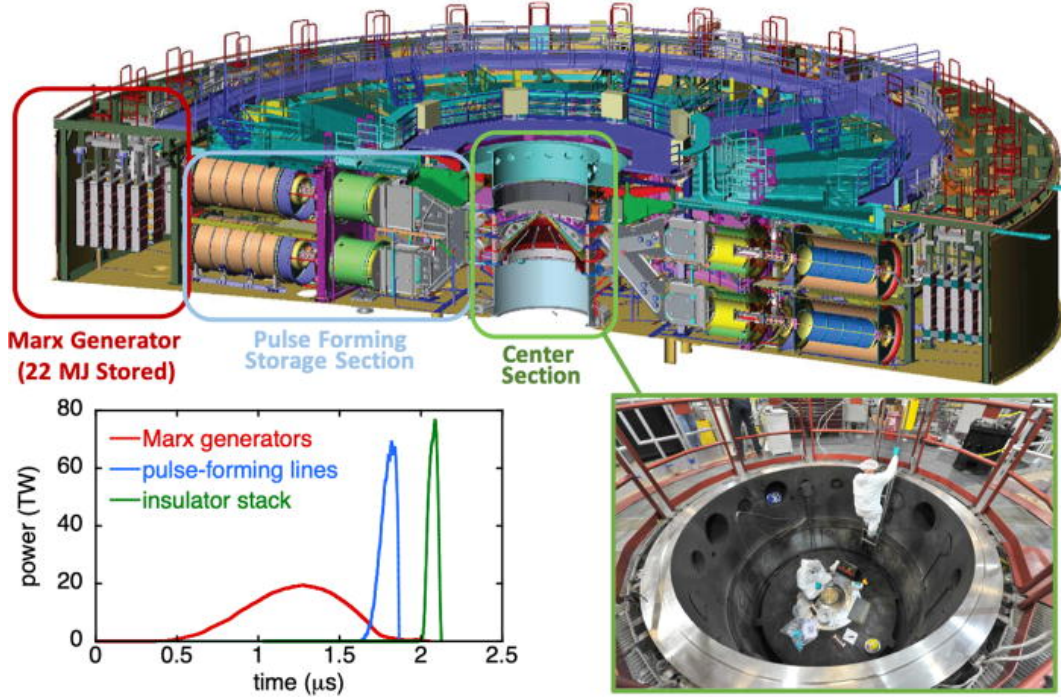 Marx Generator
(22 MJ Stored)
Pulse Forming
Storage Section
Center
Section
80
60
40
20
0
power (TW)
Marx generators
pulse-forming lines
insulator stack
0
0.5
1
1.5
2
2.5
time (μs)